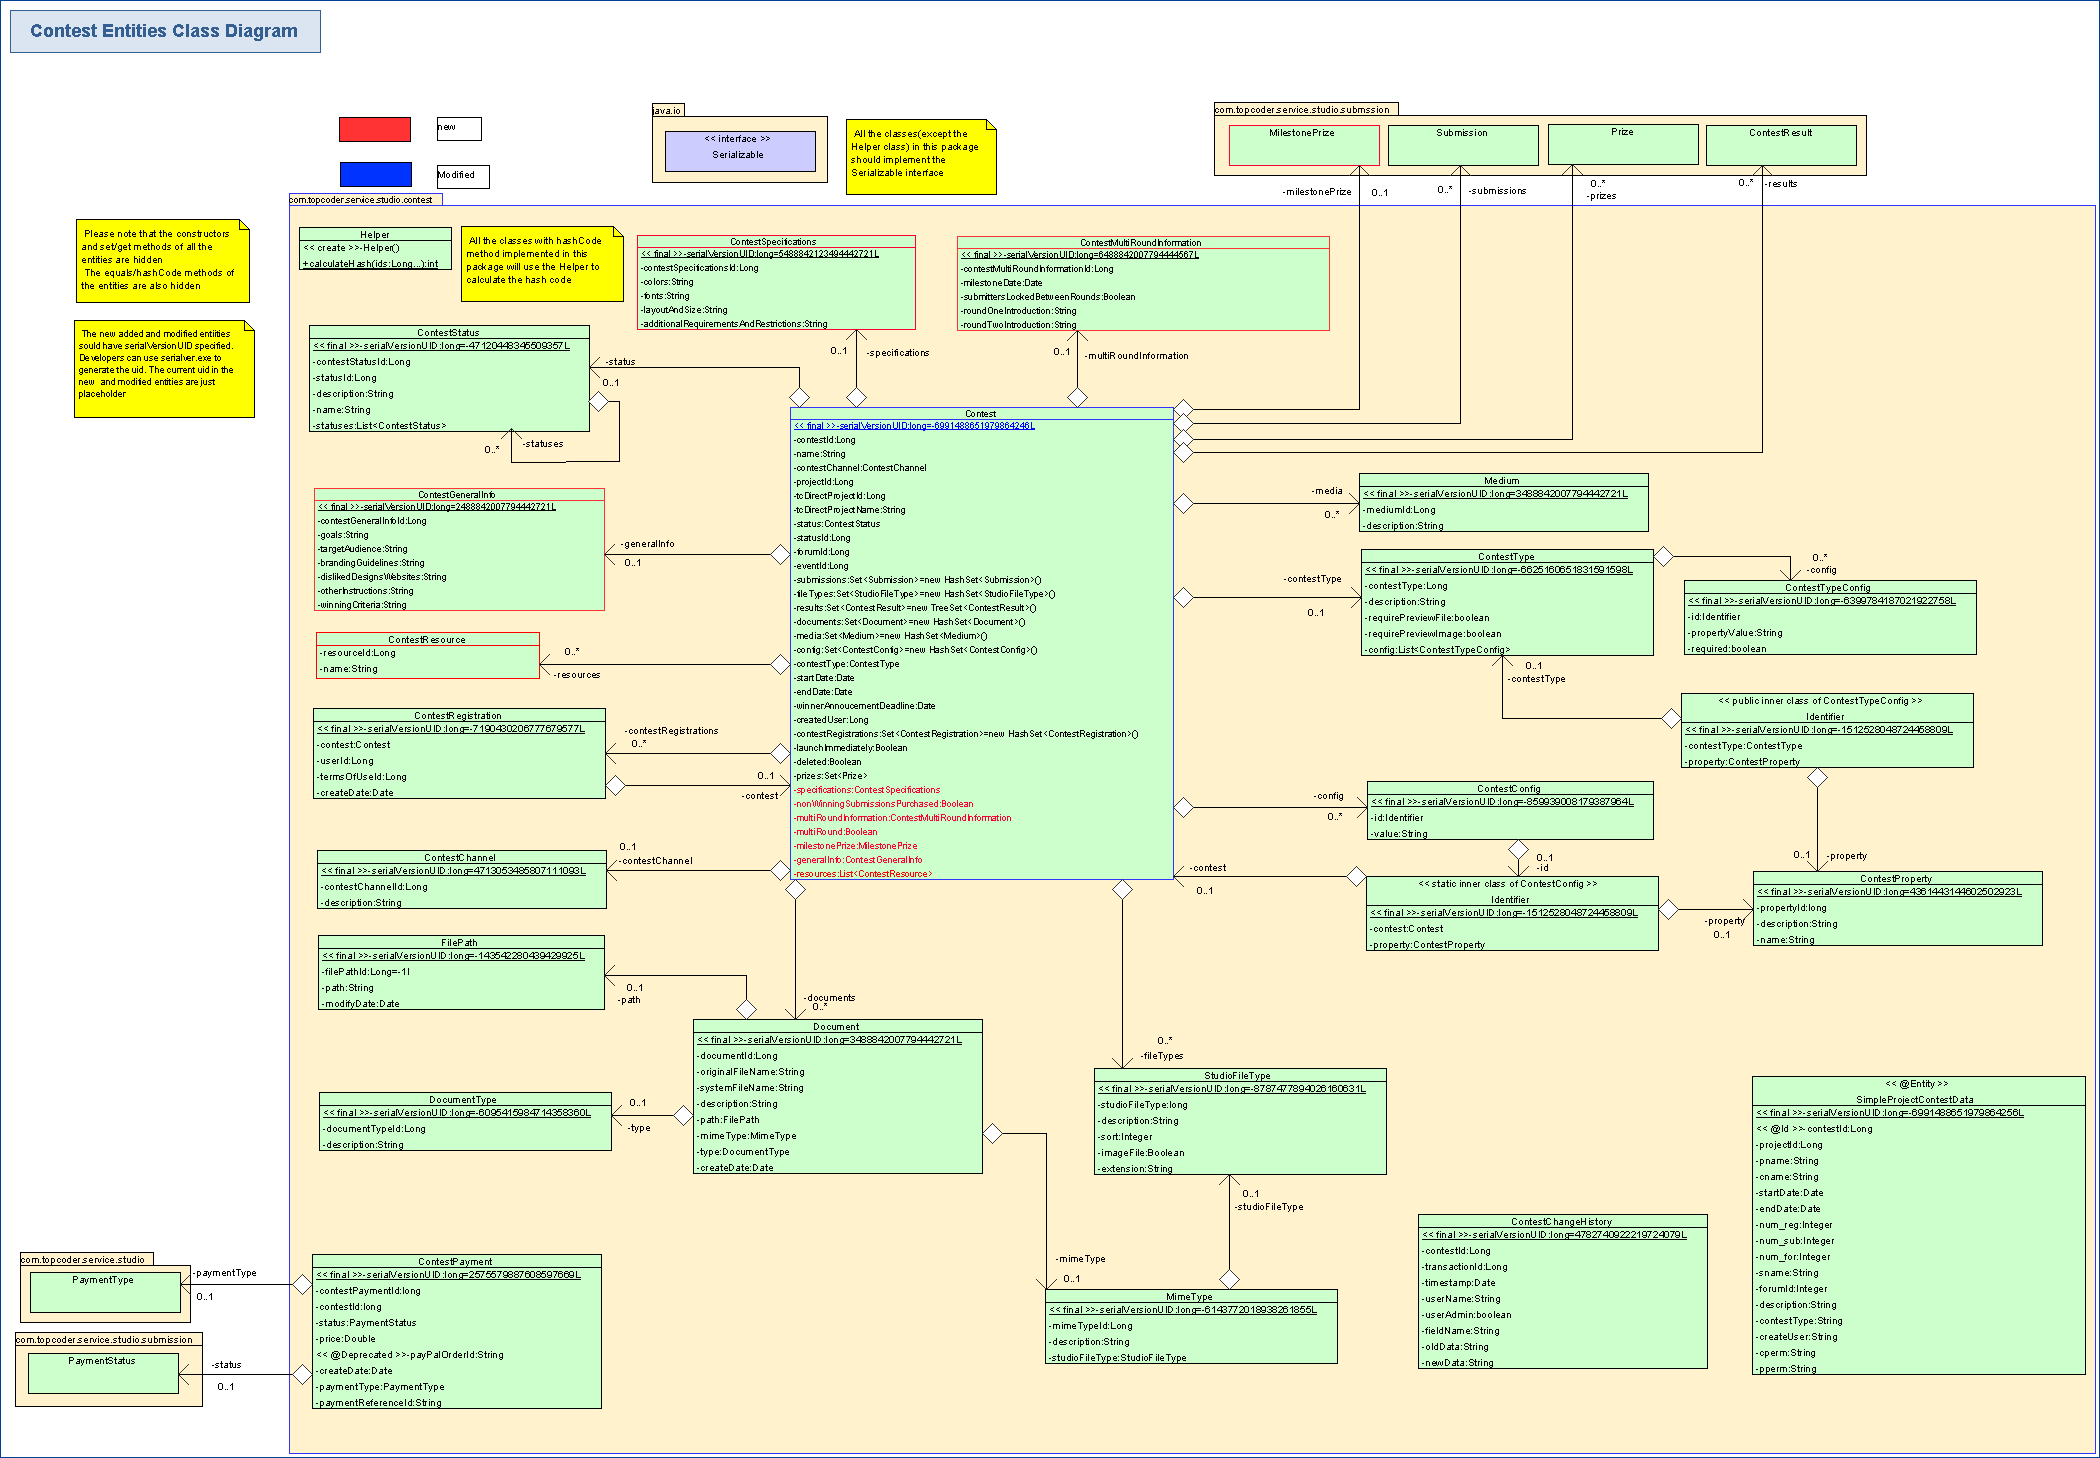 Contest Entities Class Diagram
new
Modified
java.io
<< interface >>
Serializable
All the classes(except the
Helper class) in this package
should implement the
Serializable interface
com.topcoder.service.studio.submssion
MilestonePrize
Submission
Prize
ContestResult
-milestonePrize
0..1
0..*
-submissions
0..*
-prizes
0..*
-results
com.topcoder.service.studio.contest
Please note that the constructors
and set/get methods of all the
entities are hidden
The equals/hashCode methods of
the entities are also hidden
The new added and modified entities
sould have serialVersionUID specified.
Developers can use serialver.exe to
generate the uid. The current uid in the
new and modified entities are just
placeholder
Helper
<< create >>-Helper()
+calculateHash(ids:Long...):int
All the classes with hashCode
method implemented in this
package will use the Helper to
calculate the hash code
ContestSpecifications
<< final >>-serialVersionUID:long=5488842123494442721L
-contestSpecificationsId:Long
-colors:String
-fonts:String
-layoutAndSize:String
-additionalRequirementsAndRestrictions:String
0..1
-specifications
ContestMultiRoundInformation
<< final >>-serialVersionUID:long=6488842007794444567L
-contestMultiRoundInformationId:Long
-milestoneDate:Date
-submittersLockedBetweenRounds:Boolean
-roundOneIntroduction:String
-roundTwoIntroduction:String
0..1
-multiRoundInformation
ContestStatus
<< final >>-serialVersionUID:long=-47120448345509357L
-contestStatusId:Long
-statusId:Long
-description:String
-name:String
-statuses:List<ContestStatus>
-status
0..1
-statuses
0..*
Contest
<< final >>-serialVersionUID:long=-6991488651979864246L
-contestId:Long
-name:String
-contestChannel:ContestChannel
-projectId:Long
-tcDirectProjectId:Long
-tcDirectProjectName:String
-status:ContestStatus
-statusId:Long
-forumId:Long
-eventId:Long
-submissions:Set<Submission>=new HashSet<Submission>()
-fileTypes:Set<StudioFileType>=new HashSet<StudioFileType>()
-results:Set<ContestResult>=new TreeSet<ContestResult>()
-documents:Set<Document>=new HashSet<Document>()
-media:Set<Medium>=new HashSet<Medium>()
-config:Set<ContestConfig>=new HashSet<ContestConfig>()
-contestType:ContestType
-startDate:Date
-endDate:Date
-winnerAnnoucementDeadline:Date
-createdUser:Long
-contestRegistrations:Set<ContestRegistration>=new HashSet<ContestRegistration>()
-launchImmediately:Boolean
-deleted:Boolean
-prizes:Set<Prize>
-specifications:ContestSpecifications
-nonWinningSubmissionsPurchased:Boolean
-multiRoundInformation:ContestMultiRoundInformation
-multiRound:Boolean
-milestonePrize:MilestonePrize
-generalInfo:ContestGeneralInfo
-resources:List<ContestResource>
ContestGeneralInfo
<< final >>-serialVersionUID:long=2488842007794442721L
-contestGeneralInfoId:Long
-goals:String
-targetAudience:String
-brandingGuidelines:String
-dislikedDesignsWebsites:String
-otherInstructions:String
-winningCriteria:String
-generalInfo
0..1
ContestResource
-resourceId:Long
-name:String
0..*
-resources
ContestRegistration
<< final >>-serialVersionUID:long=-7190430206777679577L
-contest:Contest
-userId:Long
-termsOfUseId:Long
-createDate:Date
-contestRegistrations
0..*
0..1
-contest
ContestChannel
<< final >>-serialVersionUID:long=4713053485807111093L
-contestChannelId:Long
-description:String
0..1
-contestChannel
Medium
<< final >>-serialVersionUID:long=3488842007794442721L
-mediumId:Long
-description:String
-media
0..*
ContestType
<< final >>-serialVersionUID:long=-6625160651831591598L
-contestType:Long
-description:String
-requirePreviewFile:boolean
-requirePreviewImage:boolean
-config:List<ContestTypeConfig>
-contestType
0..1
0..*
-config
ContestTypeConfig
<< final >>-serialVersionUID:long=-6399784187021922758L
-id:Identifier
-propertyValue:String
-required:boolean
0..1
-contestType
<< public inner class of ContestTypeConfig >>
Identifier
<< final >>-serialVersionUID:long=-1512528048724458809L
-contestType:ContestType
-property:ContestProperty
0..1
-property
ContestConfig
<< final >>-serialVersionUID:long=-859939008179387964L
-id:Identifier
-value:String
-config
0..*
0..1
-id
<< static inner class of ContestConfig >>
Identifier
<< final >>-serialVersionUID:long=-1512528048724458809L
-contest:Contest
-property:ContestProperty
-contest
0..1
-property
0..1
ContestProperty
<< final >>-serialVersionUID:long=4361443144602502923L
-propertyId:long
-description:String
-name:String
FilePath
<< final >>-serialVersionUID:long=-143542280439429925L
-filePathId:Long=-1l
-path:String
-modifyDate:Date
0..1
-path
-documents
0..*
Document
<< final >>-serialVersionUID:long=3488842007794442721L
-documentId:Long
-originalFileName:String
-systemFileName:String
-description:String
-path:FilePath
-mimeType:MimeType
-type:DocumentType
-createDate:Date
DocumentType
<< final >>-serialVersionUID:long=-6095415984714358360L
-documentTypeId:Long
-description:String
0..1
-type
0..*
-fileTypes
StudioFileType
<< final >>-serialVersionUID:long=-8787477894026160631L
-studioFileType:long
-description:String
-sort:Integer
-imageFile:Boolean
-extension:String
0..1
-studioFileType
-mimeType
0..1
MimeType
<< final >>-serialVersionUID:long=-6143772018938261855L
-mimeTypeId:Long
-description:String
-studioFileType:StudioFileType
ContestChangeHistory
<< final >>-serialVersionUID:long=4782740922219724079L
-contestId:Long
-transactionId:Long
-timestamp:Date
-userName:String
-userAdmin:boolean
-fieldName:String
-oldData:String
-newData:String
<< @Entity >>
SimpleProjectContestData
<< final >>-serialVersionUID:long=-6991488651979864256L
<< @Id >>-contestId:Long
-projectId:Long
-pname:String
-cname:String
-startDate:Date
-endDate:Date
-num_reg:Integer
-num_sub:Integer
-num_for:Integer
-sname:String
-forumId:Integer
-description:String
-contestType:String
-createUser:String
-cperm:String
-pperm:String
com.topcoder.service.studio
PaymentType
-paymentType
0..1
com.topcoder.service.studio.submission
PaymentStatus
-status
0..1
ContestPayment
<< final >>-serialVersionUID:long=2575579887608597669L
-contestPaymentId:long
-contestId:long
-status:PaymentStatus
-price:Double
<< @Deprecated >>-payPalOrderId:String
-createDate:Date
-paymentType:PaymentType
-paymentReferenceId:String